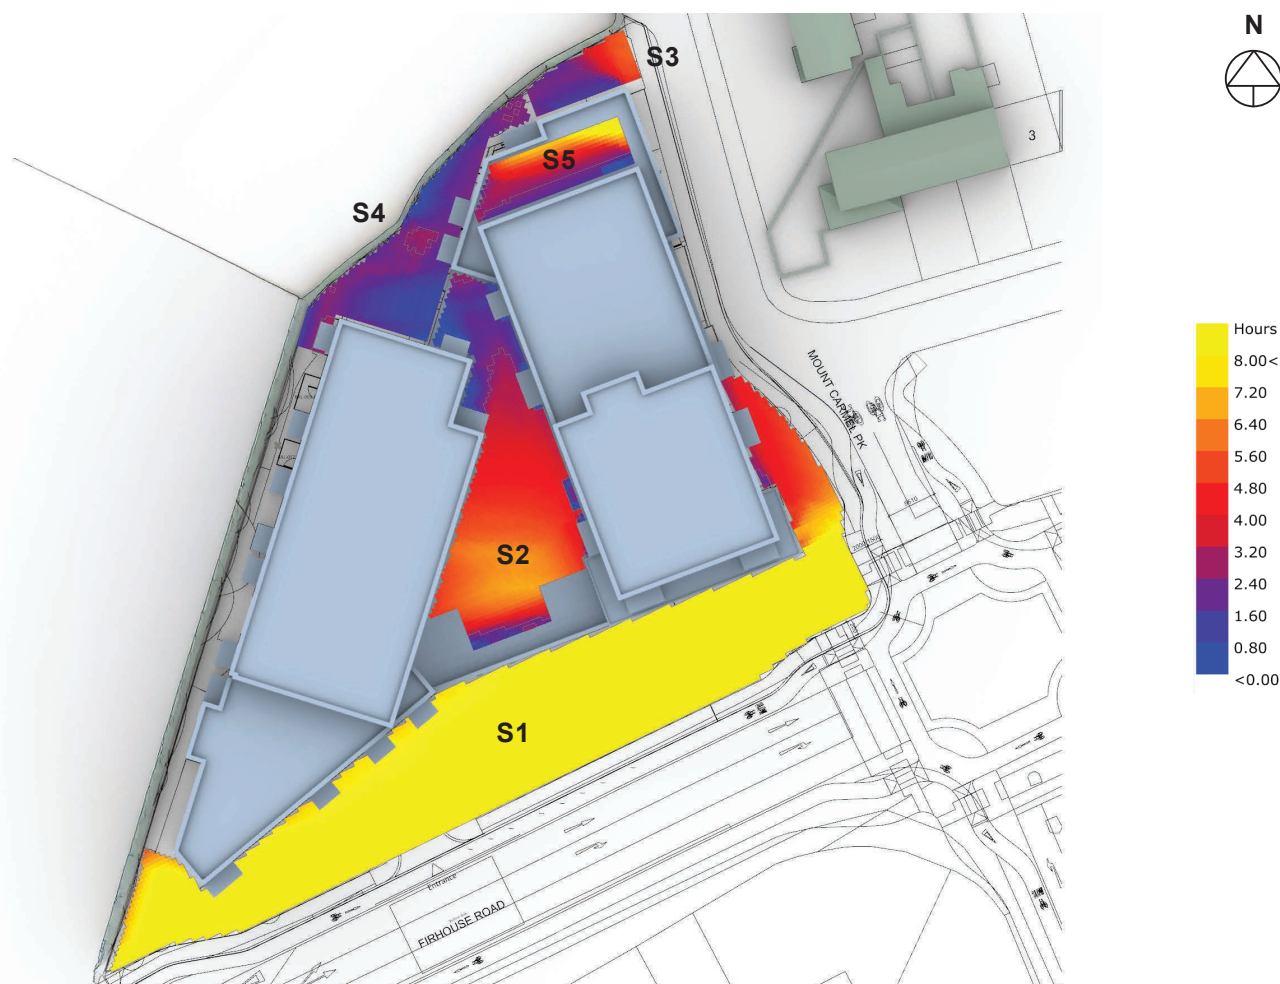 N
S3
S5
3
S4
Hours
8.00<
7.20
6.40
5.60
4.80
4.00
3.20
2.40
1.60
0.80
<0.00
MOUNT CARMEL PK
S2
S1
Entrance
FIRHOUSE ROAD